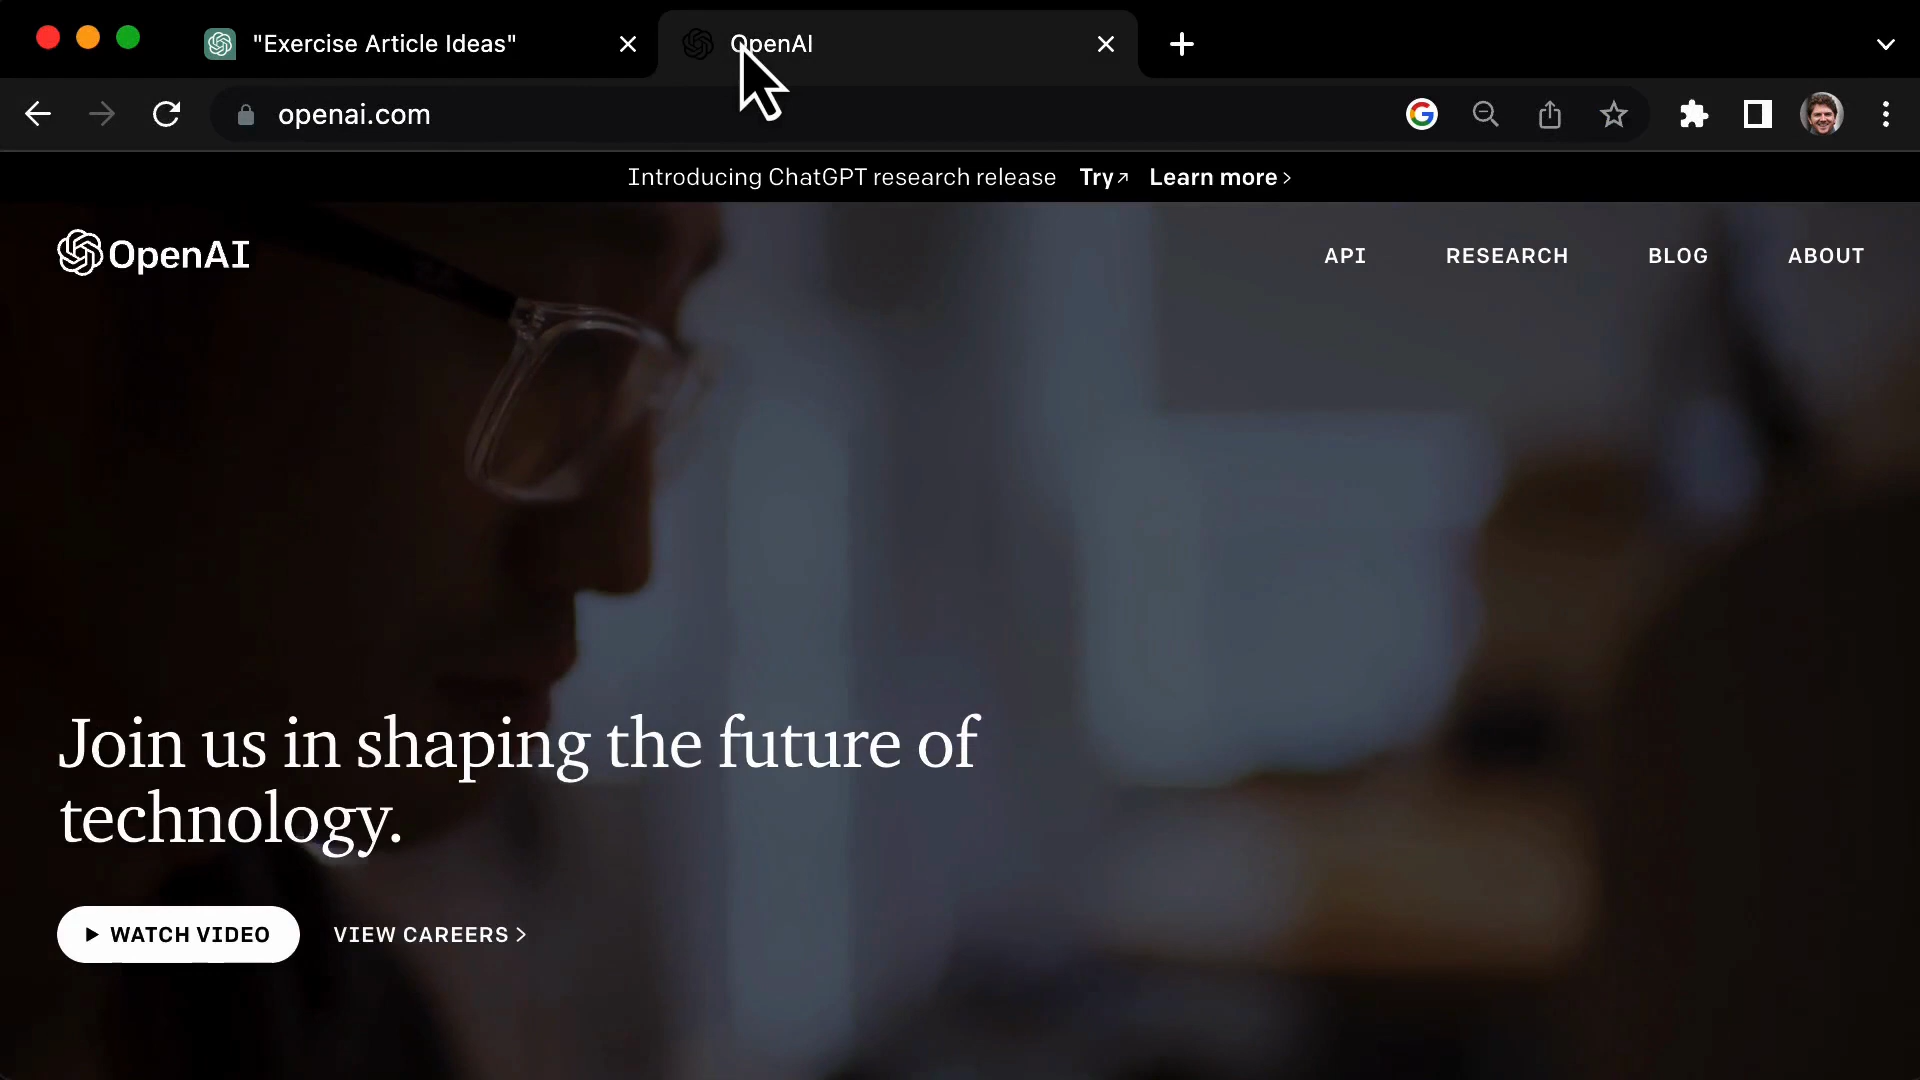 "Exercise Article Ideas"
OpenAI
openai.com
Introducing ChatGPT research release Try↗ Learn more >
OpenAI
API RESEARCH BLOG ABOUT
Join us in shaping the future of
technology.
WATCH VIDEO VIEW CAREERS >